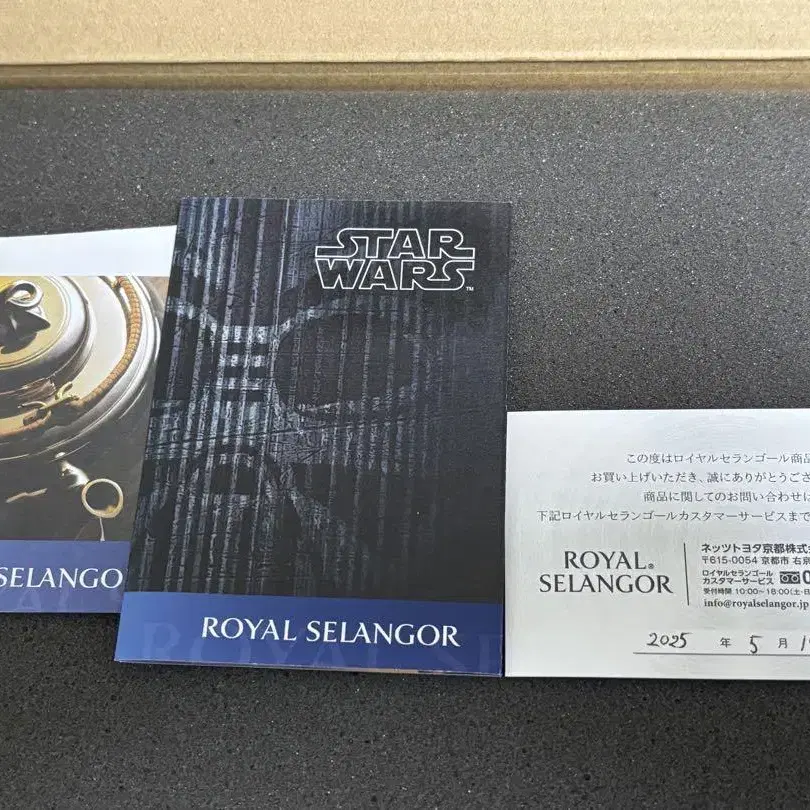 SELANGO
STAR
WARS
TM
ROYAL SELANGOR
この度はロイヤルセランゴール商品
お買い上げいただき、誠にありがとうござ
商品に関してのお問い合わせは
下記ロイヤルセランゴールカスタマーサービスまで
ROYAL®
SELANGOR
ネッツトヨタ京都株式
〒615-0054 京都市 右京
ロイヤルセランゴール
カスタマーサービス
受付時間 10:00~18:00(土・日
info@royalselangor.jp
2025 年 5 月 1